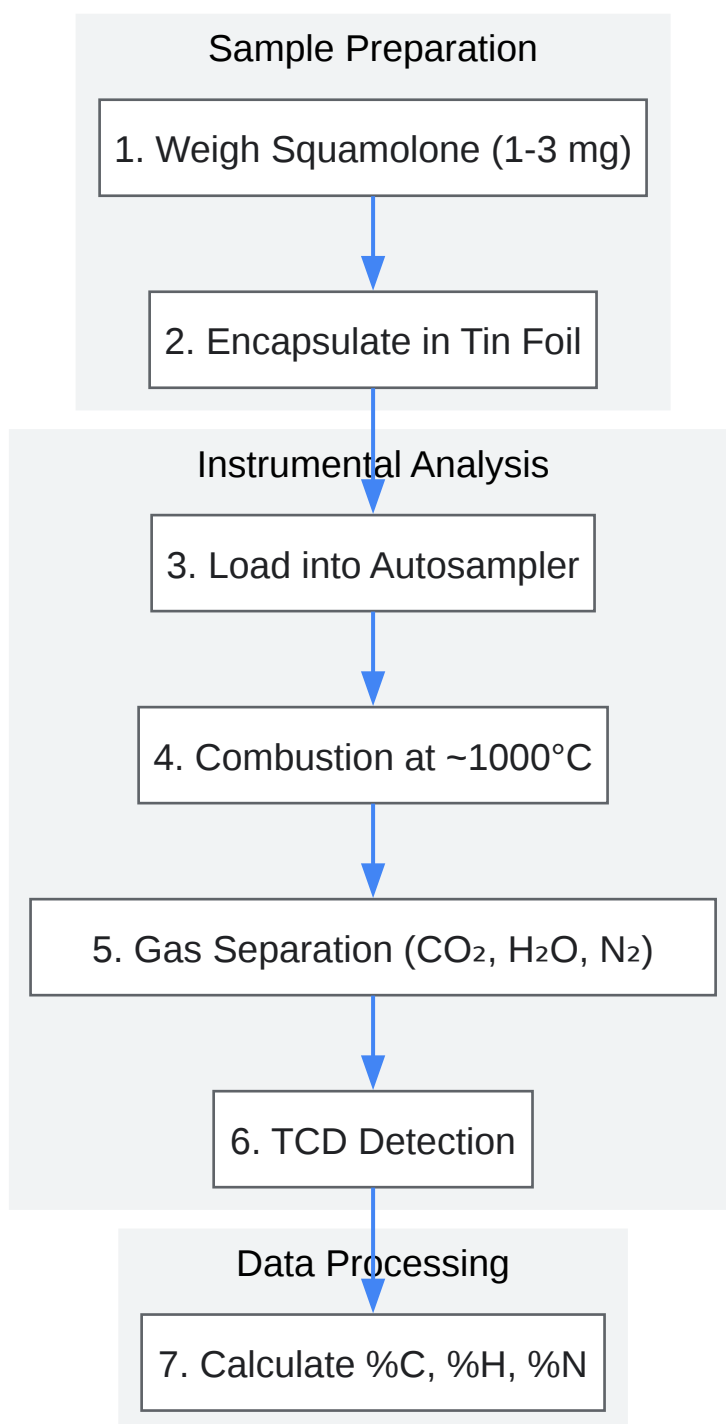 Sample Preparation
1. Weigh Squamolone (1-3 mg)
2. Encapsulate in Tin Foil
Instrumental Analysis
3. Load into Autosampler
4. Combustion at ~1000°C
5. Gas Separation (CO₂, H₂O, N₂)
6. TCD Detection
Data Processing
7. Calculate %C, %H, %N